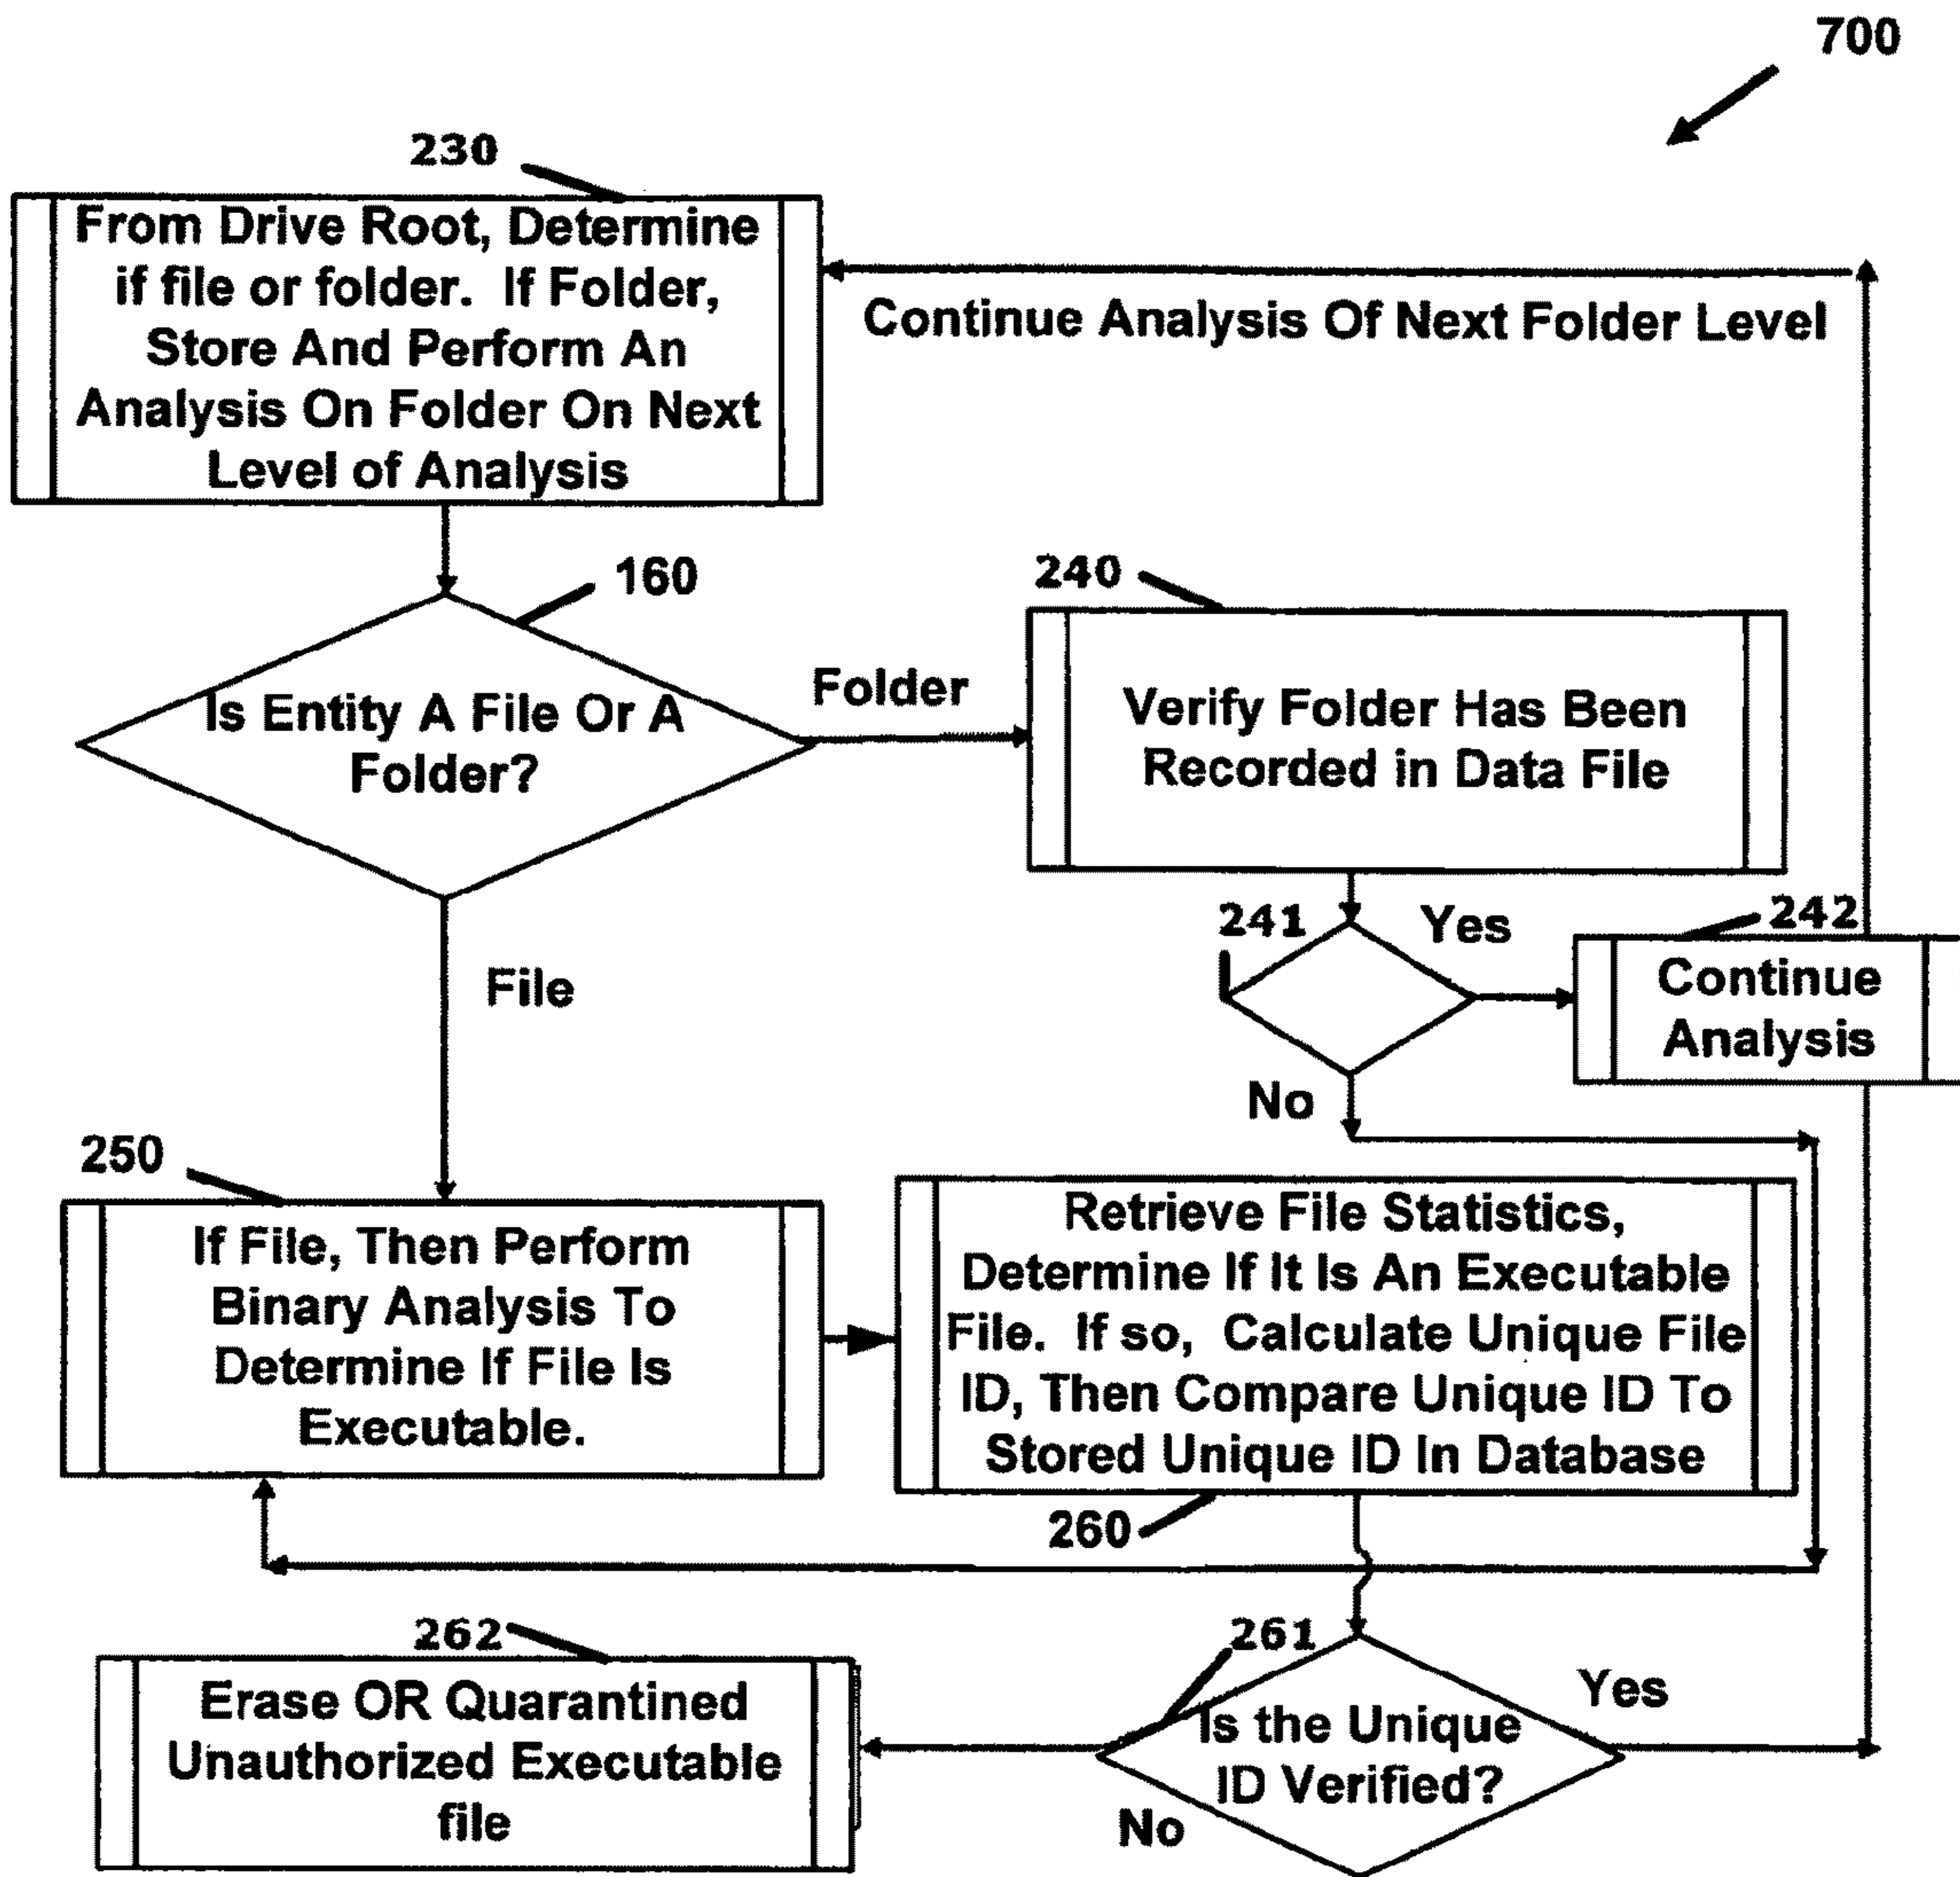 700
230
From Drive Root, Determine
if file or folder. If Folder,
Store And Perform An
Analysis On Folder On Next
Level of Analysis
Continue Analysis Of Next Folder Level
160
Is Entity A File Or A
Folder?
Folder
240
Verify Folder Has Been
Recorded in Data File
241
Yes
242
Continue
Analysis
No
File
250
If File, Then Perform
Binary Analysis To
Determine If File Is
Executable.
Retrieve File Statistics,
Determine If It Is An Executable
File. If so, Calculate Unique File
ID, Then Compare Unique ID To
Stored Unique ID In Database
260
262
Erase OR Quarantined
Unauthorized Executable
file
261
Is the Unique
ID Verified?
Yes
No